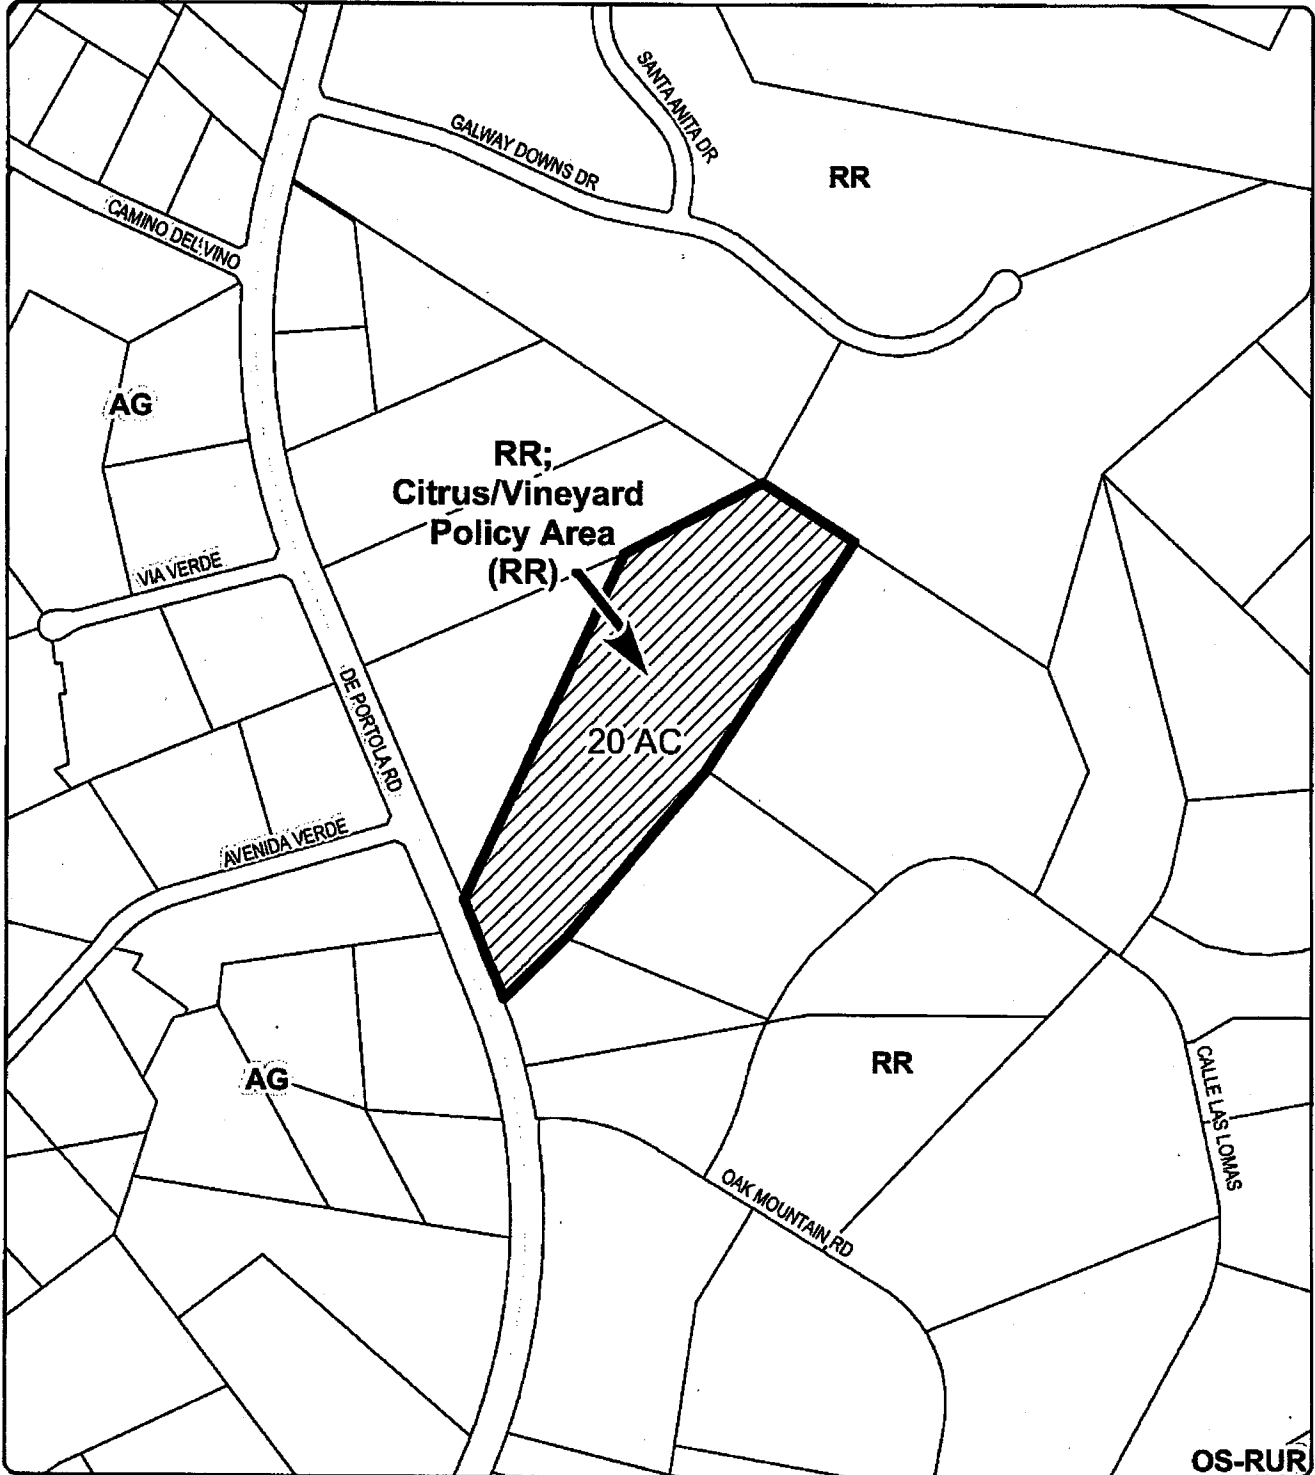 SANTA ANITA DR
GALWAY DOWNS DR
RR
CAMINO DEL VINO
AG
RR;
Citrus/Vineyard
Policy Area
(RR)
VIA VERDE
DE PORTOLA RD
20 AC
AVENIDA VERDE
RR
AG
CALLE LAS LOMAS
OAK MOUNTAIN RD
OS-RUR